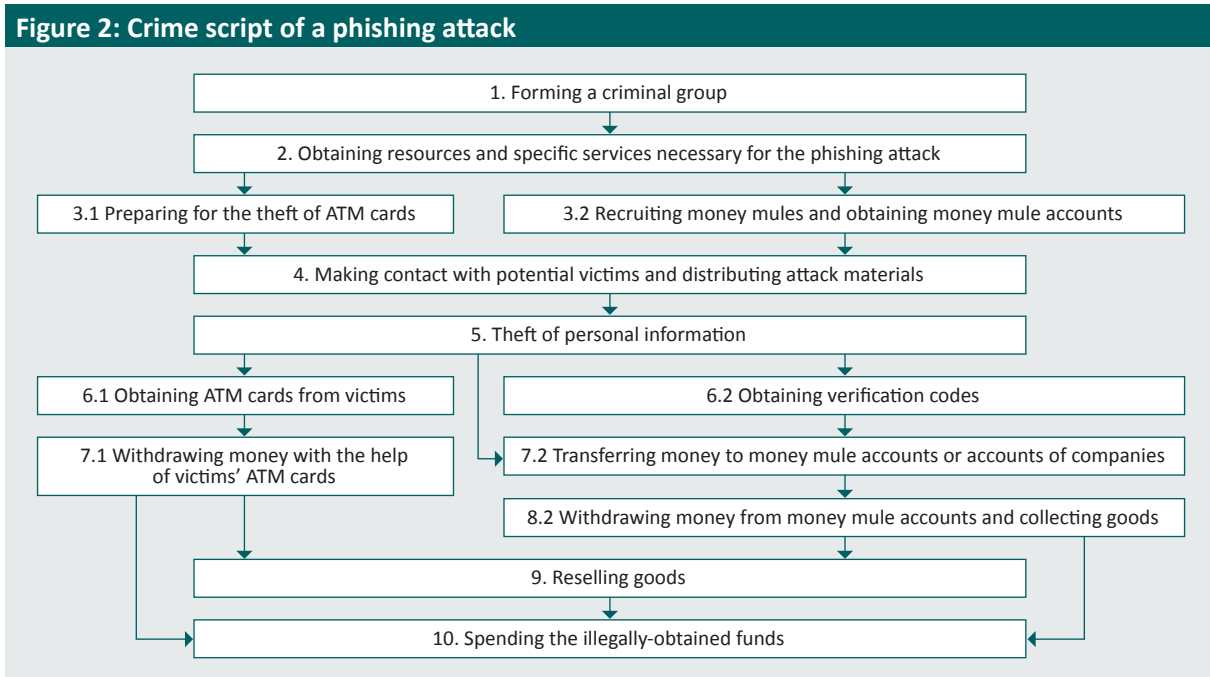 Figure 2: Crime script of a phishing attack
1. Forming a criminal group
2. Obtaining resources and specific services necessary for the phishing attack
3.1 Preparing for the theft of ATM cards
3.2 Recruiting money mules and obtaining money mule accounts
4. Making contact with potential victims and distributing attack materials
5. Theft of personal information
6.1 Obtaining ATM cards from victims
6.2 Obtaining verification codes
7.1 Withdrawing money with the help
of victims’ ATM cards
7.2 Transferring money to money mule accounts or accounts of companies
8.2 Withdrawing money from money mule accounts and collecting goods
9. Reselling goods
10. Spending the illegally-obtained funds